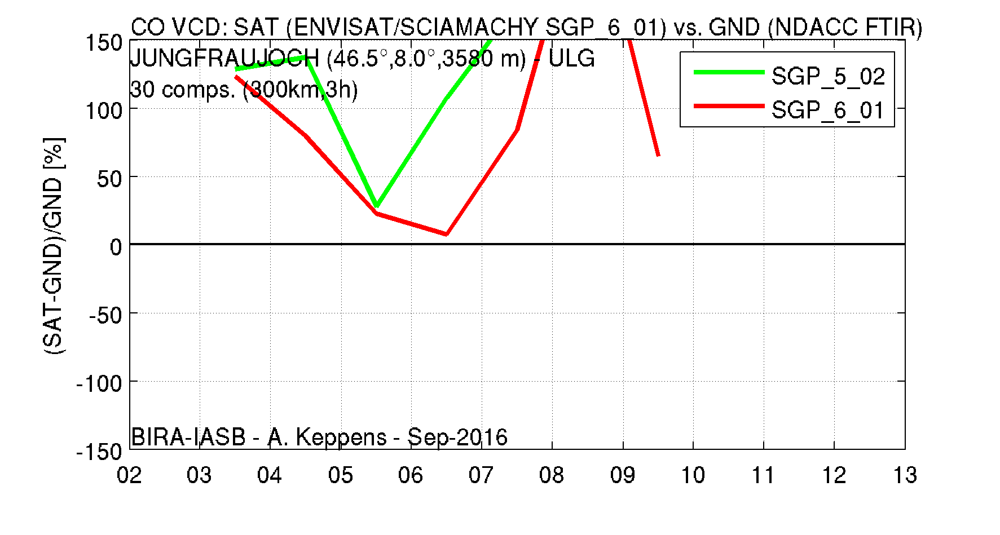 CO VCD: SAT (ENVISAT/SCIAMACHY SGP_6_01) vs. GND (NDACC FTIR)
JUNGFRAUJOCH (46.5°,8.0°,3580 m) - ULG
30 comps. (300km,3h)
SGP_5_02
SGP_6_01
(SAT-GND)/GND [%]
150
100
50
0
-50
-100
-150
BIRA-IASB - A. Keppens - Sep-2016
02 03 04 05 06 07 08 09 10 11 12 13